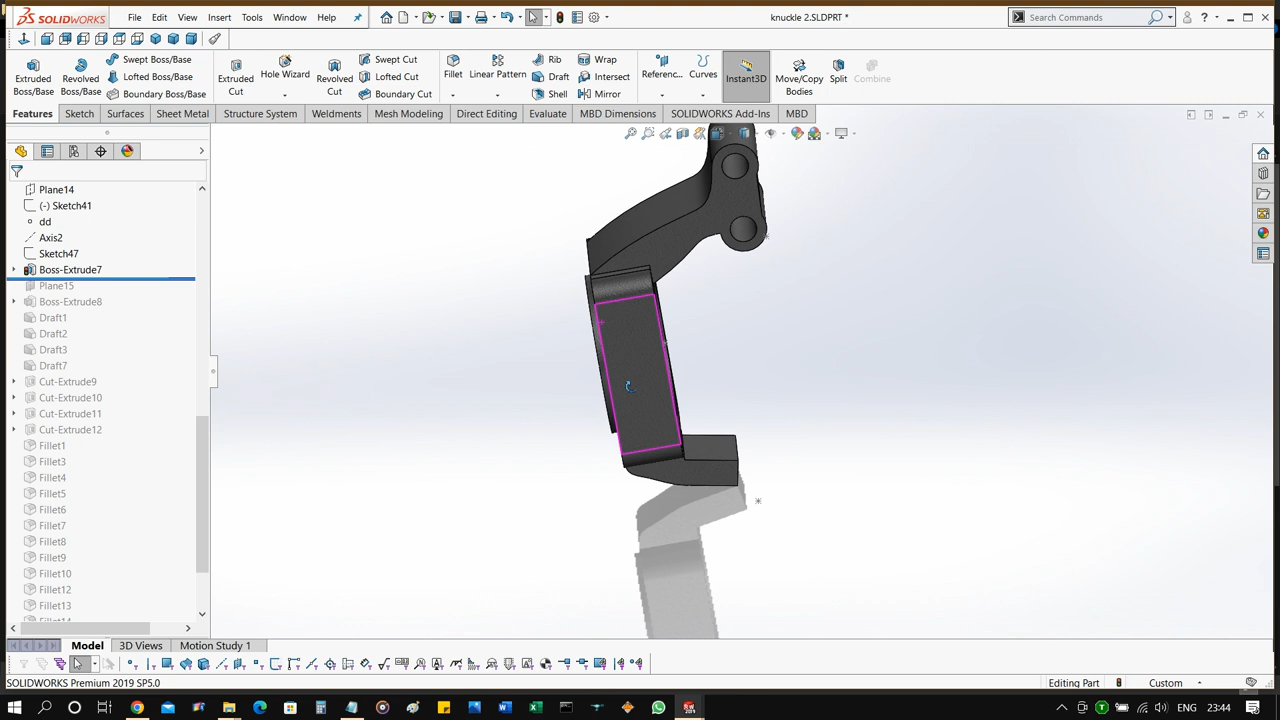 SOLIDWORKS
File
Edit
View
Insert
Tools
Window
Help
knuckle 2.SLDPRT *
Search Commands
Extruded Boss/Base
Revolved Boss/Base
Swept Boss/Base
Lofted Boss/Base
Boundary Boss/Base
Extruded Cut
Hole Wizard
Revolved Cut
Swept Cut
Lofted Cut
Boundary Cut
Fillet
Linear Pattern
Rib
Draft
Shell
Wrap
Intersect
Mirror
Referenc...
Curves
Instant3D
Move/Copy Bodies
Split
Combine
Features
Sketch
Surfaces
Sheet Metal
Structure System
Weldments
Mesh Modeling
Direct Editing
Evaluate
MBD Dimensions
SOLIDWORKS Add-Ins
MBD
Plane14
(-) Sketch41
dd
Axis2
Sketch47
Boss-Extrude7
Plane15
Boss-Extrude8
Draft1
Draft2
Draft3
Draft7
Cut-Extrude9
Cut-Extrude10
Cut-Extrude11
Cut-Extrude12
Fillet1
Fillet3
Fillet4
Fillet5
Fillet6
Fillet7
Fillet8
Fillet9
Fillet10
Fillet12
Fillet13
Fillet14
Model
3D Views
Motion Study 1
SOLIDWORKS Premium 2019 SP5.0
Editing Part
Custom
ENG
23:44